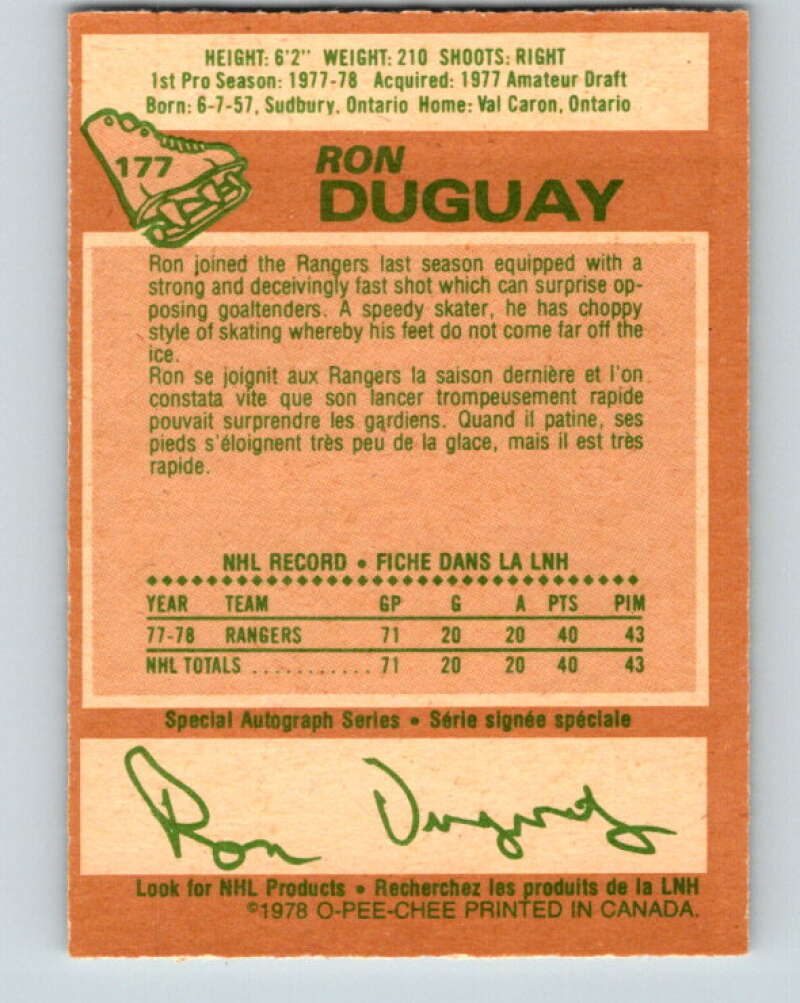 HEIGHT: 6'2" WEIGHT: 210 SHOOTS: RIGHT
1st Pro Season: 1977-78 Acquired: 1977 Amateur Draft
Born: 6-7-57, Sudbury, Ontario Home: Val Caron, Ontario
177
RON
DUGUAY
Ron joined the Rangers last season equipped with a
strong and deceivingly fast shot which can surprise op-
posing goaltenders. A speedy skater, he has choppy
style of skating whereby his feet do not come far off the
ice.
Ron se joignit aux Rangers la saison dernière et l'on
constata vite que son lancer trompeusement rapide
pouvait surprendre les gardiens. Quand il patine, ses
pieds s'éloignent très peu de la glace, mais il est très
rapide.
NHL RECORD • FICHE DANS LA LNH
YEAR TEAM GP G A PTS PIM
77-78 RANGERS 71 20 20 40 43
NHL TOTALS ............ 71 20 20 40 43
Special Autograph Series • Série signée spéciale
Ron Duguay
Look for NHL Products • Recherchez les produits de la LNH
©1978 O-PEE-CHEE PRINTED IN CANADA.